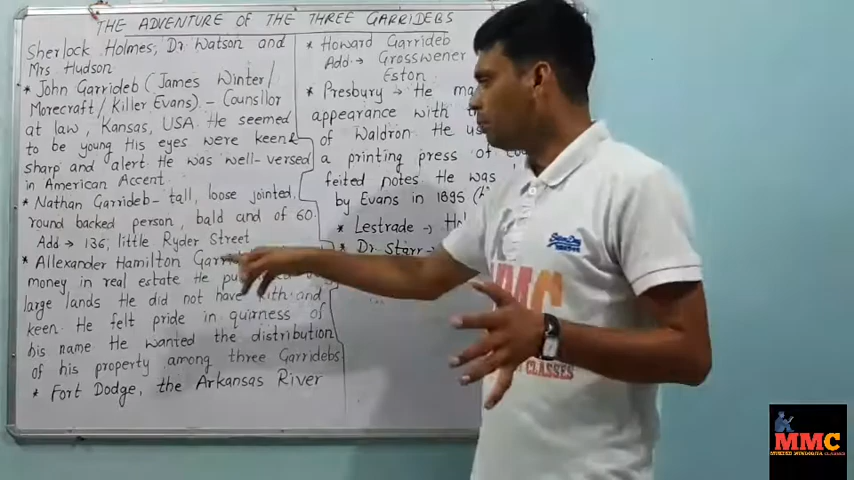 THE ADVENTURE OF THE THREE GARRIDEBS
SHERLOCK HOLMES, DR WATSON AND
MRS. HUDSON
* JOHN GARRIDEB (JAMES WINTER/
MORECRAFT/ KILLER EVANS) - COUNSLLOR
AT LAW, KANSAS, USA. HE SEEMED
TO BE YOUNG HIS EYES WERE KEEN &
SHARP AND ALERT. HE WAS WELL-VERSED
IN AMERICAN ACCENT.
* NATHAN GARRIDEB - TALL, LOOSE JOINTED,
ROUND BACKED PERSON, BALD AND OF 60.
ADD → 136, LITTLE RYDER STREET
* ALLEXANDER HAMILTON
MONEY IN REAL ESTATE HE
LARGE LANDS HE DID NOT HAVE KITH AND
KEEN. HE FELT PRIDE IN QUIRNESS OF
HIS NAME. HE WANTED THE DISTRIBUTION
OF HIS PROPERTY AMONG THREE GARRIDEBS
* FORT DODGE, THE ARKANSAS RIVER
* HOWARD GARRIDEB
ADD → GROSSWENER
ESTON
* PRESBURY → HE
APPEARANCE WITH
OF WALDRON. HE
A PRINTING PRESS OF
FEITED NOTES. HE WAS
BY EVANS IN 1895
* LESTRADE →
* DR STARR →
SuperDry
CLASSES
MMC